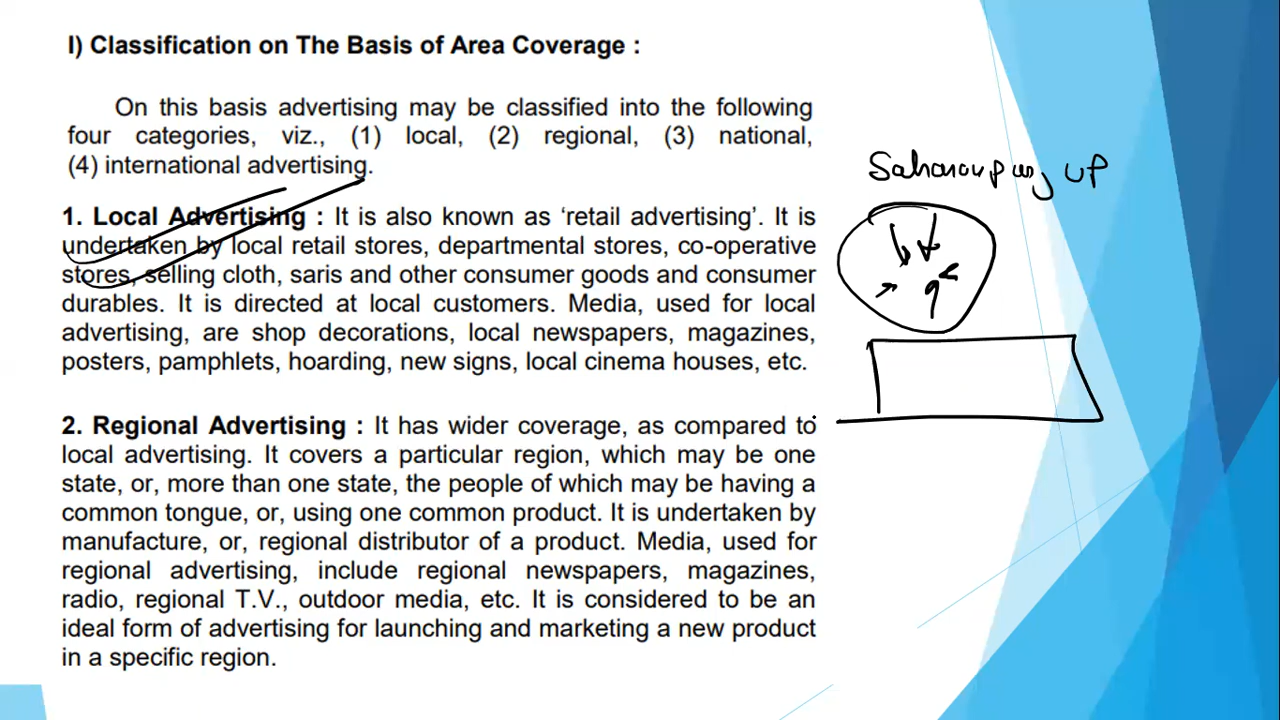 I) Classification on The Basis of Area Coverage :
On this basis advertising may be classified into the following
four categories, viz., (1) local, (2) regional, (3) national,
(4) international advertising.
1. Local Advertising : It is also known as ‘retail advertising’. It is
undertaken by local retail stores, departmental stores, co-operative
stores, selling cloth, saris and other consumer goods and consumer
durables. It is directed at local customers. Media, used for local
advertising, are shop decorations, local newspapers, magazines,
posters, pamphlets, hoarding, new signs, local cinema houses, etc.
2. Regional Advertising : It has wider coverage, as compared to
local advertising. It covers a particular region, which may be one
state, or, more than one state, the people of which may be having a
common tongue, or, using one common product. It is undertaken by
manufacture, or, regional distributor of a product. Media, used for
regional advertising, include regional newspapers, magazines,
radio, regional T.V., outdoor media, etc. It is considered to be an
ideal form of advertising for launching and marketing a new product
in a specific region.
UP